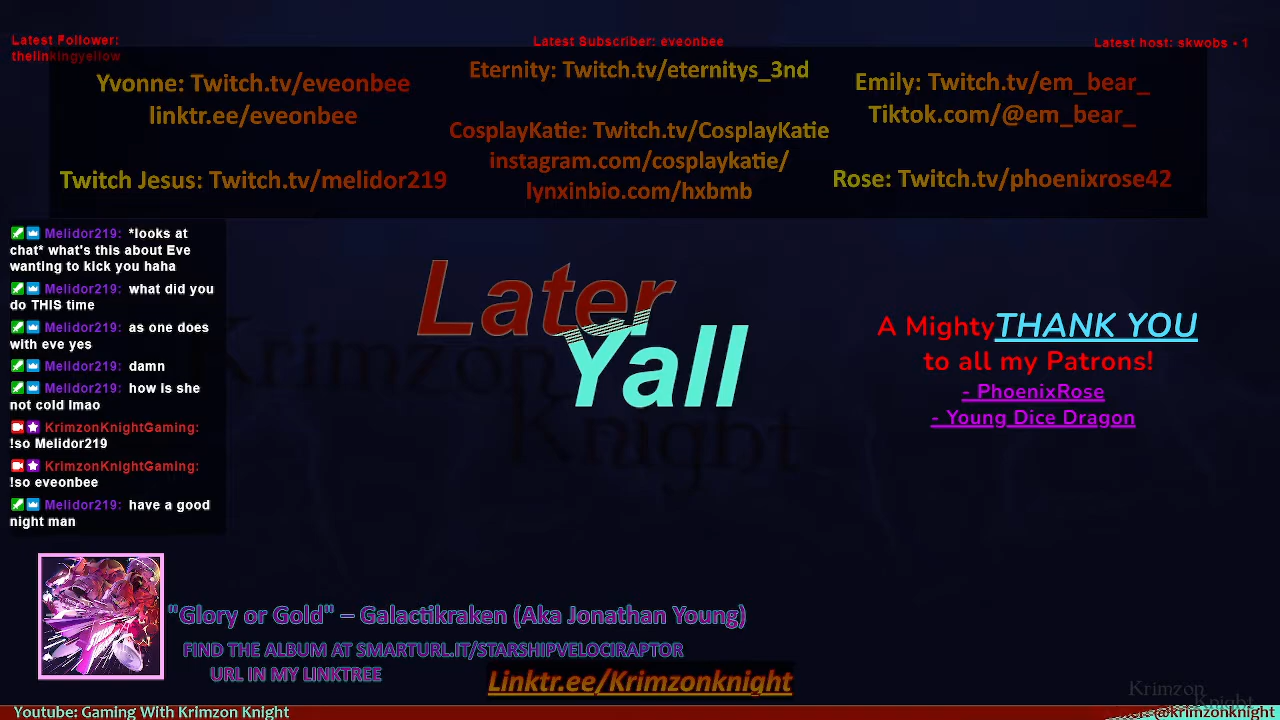 Latest Follower:
thelinkingyellow
Latest Subscriber: eveonbee
Latest host: skwobs - 1
Yvonne: Twitch.tv/eveonbee
linktr.ee/eveonbee
Twitch Jesus: Twitch.tv/melidor219
Eternity: Twitch.tv/eternitys_3nd
CosplayKatie: Twitch.tv/CosplayKatie
instagram.com/cosplaykatie/
lynxinbio.com/hxbmb
Emily: Twitch.tv/em_bear_
Tiktok.com/@em_bear_
Rose: Twitch.tv/phoenixrose42
Melidor219: *looks at
chat* what's this about Eve
wanting to kick you haha
Melidor219: what did you
do THIS time
Melidor219: as one does
with eve yes
Melidor219: damn
Melidor219: how is she
not cold lmao
KrimzonKnightGaming:
!so Melidor219
KrimzonKnightGaming:
!so eveonbee
Melidor219: have a good
night man
Later
Yall
Krimzon
Knight
A Mighty THANK YOU
to all my Patrons!
- PhoenixRose
- Young Dice Dragon
"Glory or Gold" – Galactikraken (Aka Jonathan Young)
FIND THE ALBUM AT SMARTURL.IT/STARSHIPVELOCIRAPTOR
URL IN MY LINKTREE
Linktr.ee/Krimzonknight
Krimzon
Knight
Youtube: Gaming With Krimzon Knight
@krimzonknight